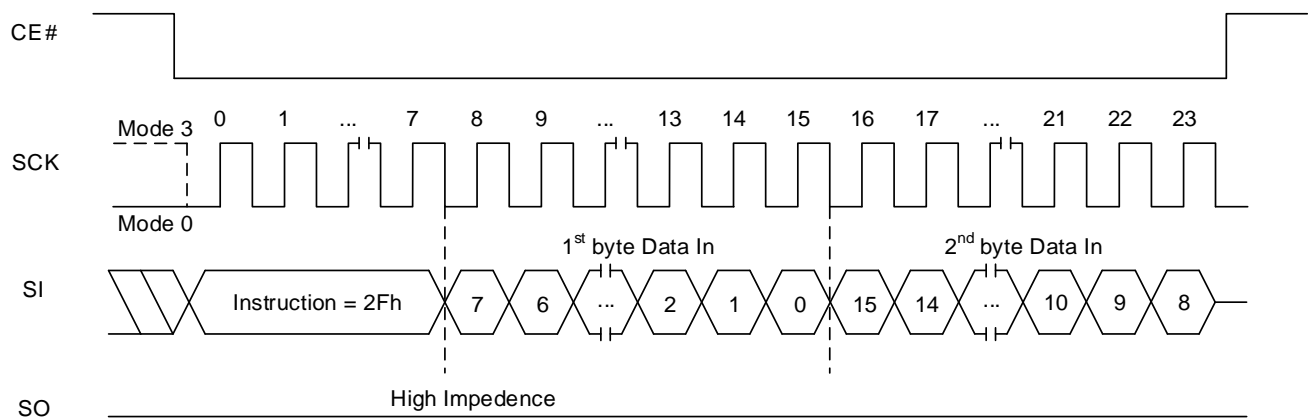 CE#
SCK
Mode 3
Mode 0
0 1 ... 7 8 9 ... 13 14 15 16 17 ... 21 22 23
1st byte Data In
2nd byte Data In
SI
Instruction = 2Fh
7 6 ... 2 1 0 15 14 ... 10 9 8
High Impedence
SO